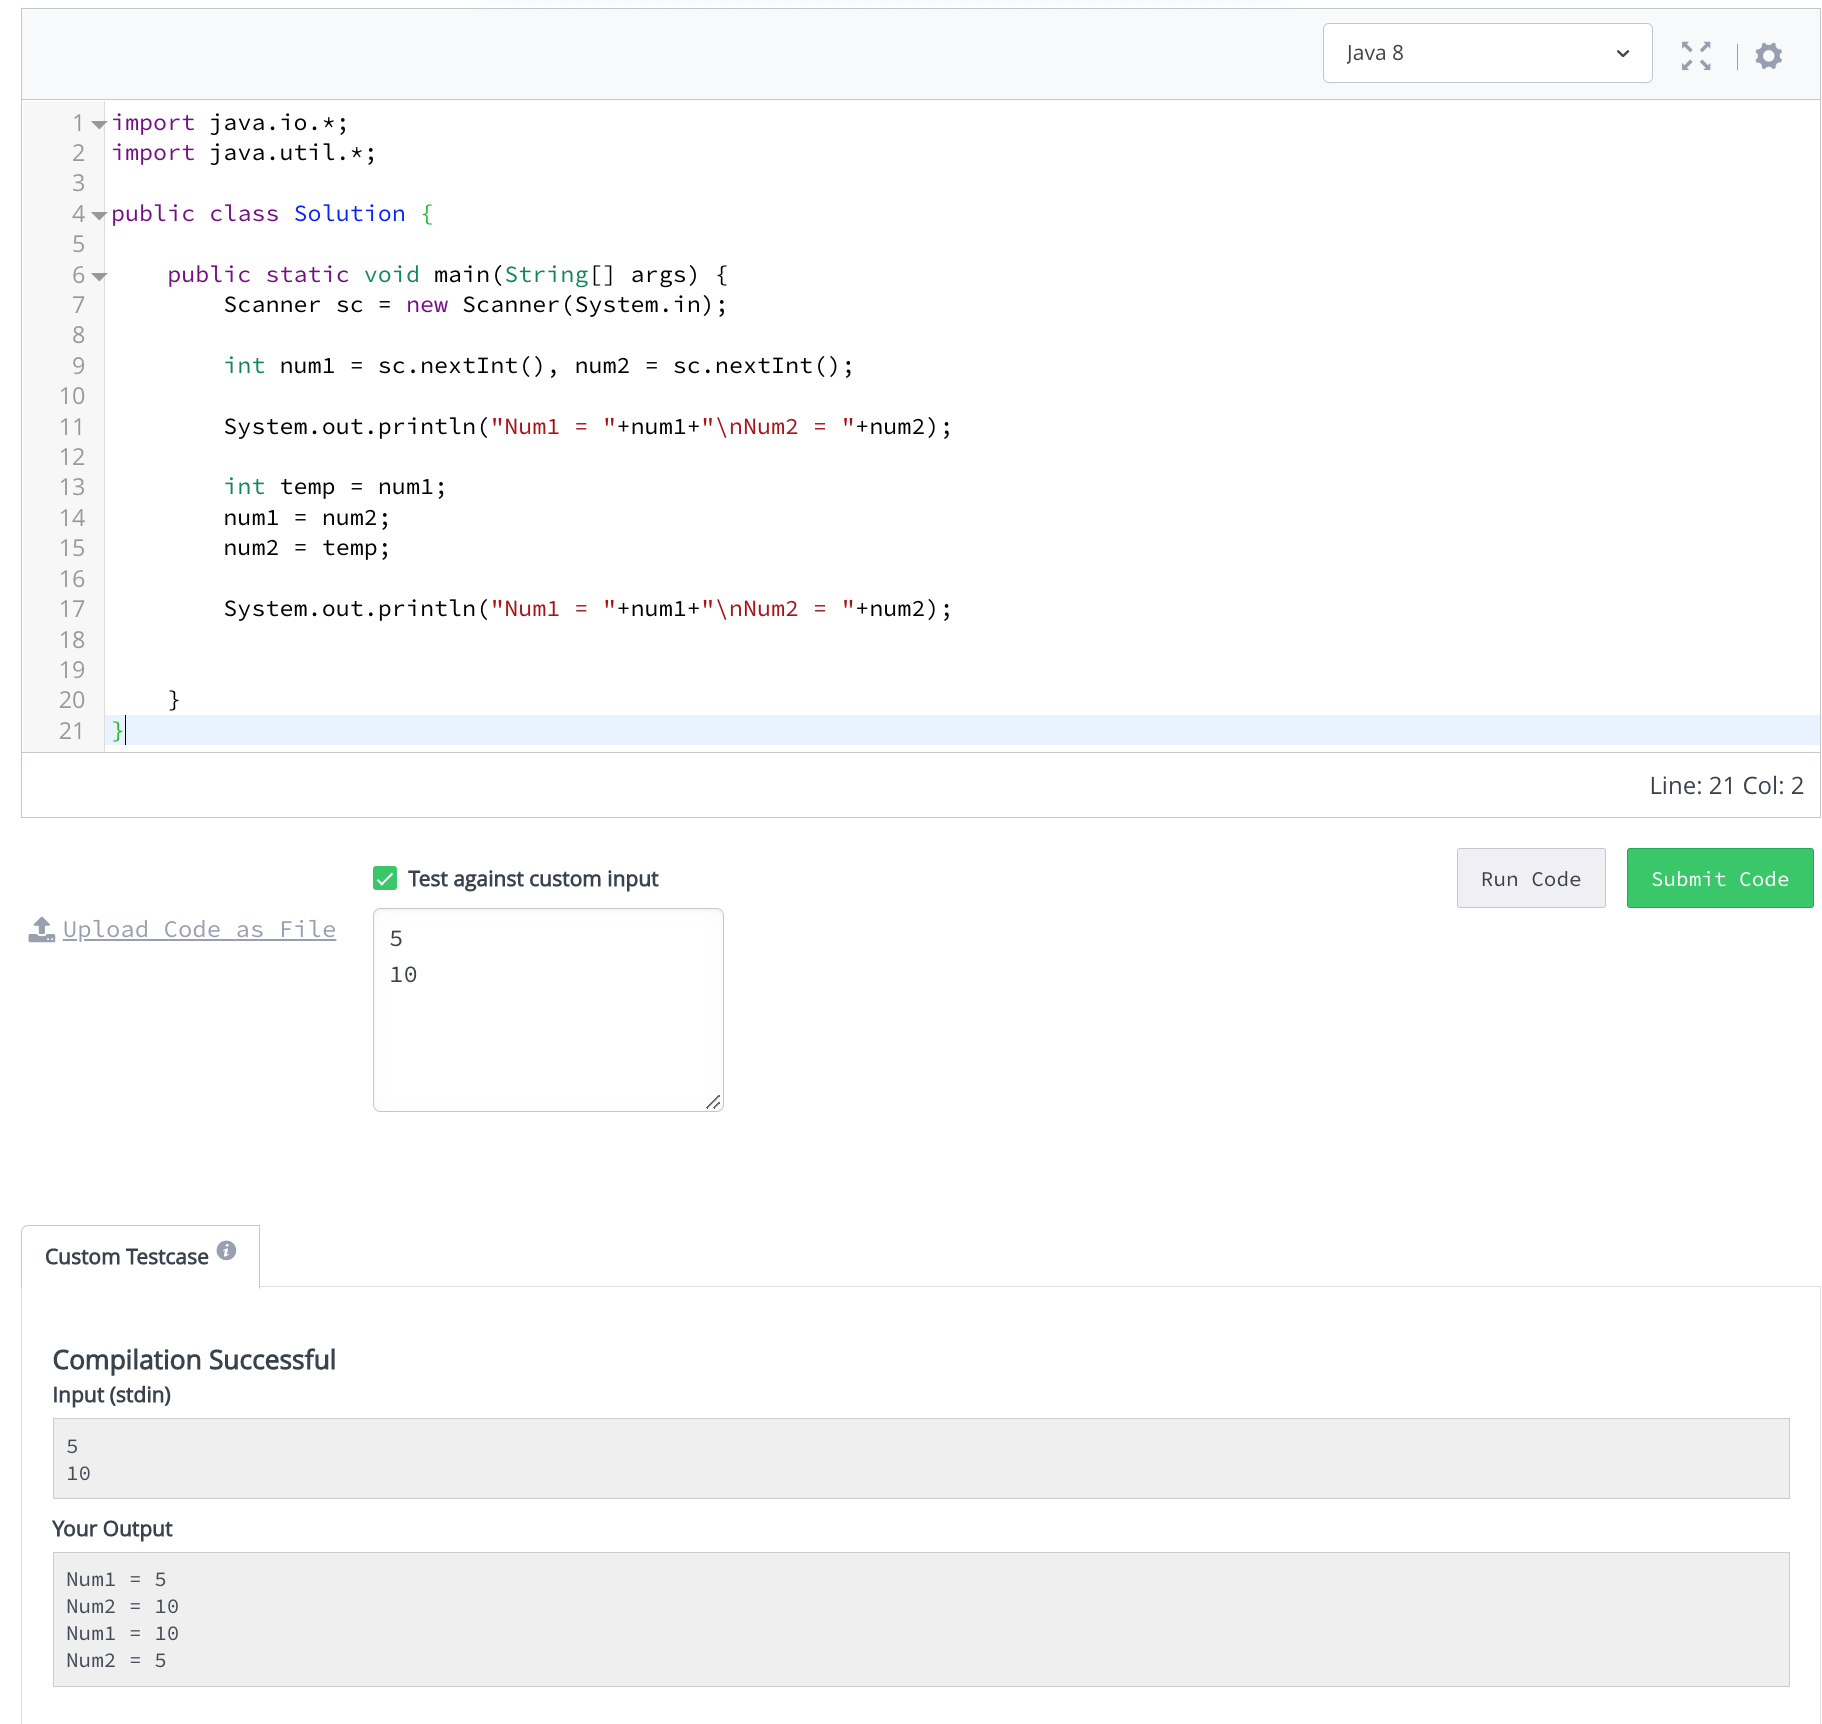 Java 8
1 import java.io.*;
2 import java.util.*;
3
4 public class Solution {
5
6     public static void main(String[] args) {
7         Scanner sc = new Scanner(System.in);
8
9         int num1 = sc.nextInt(), num2 = sc.nextInt();
10
11         System.out.println("Num1 = "+num1+"\nNum2 = "+num2);
12
13         int temp = num1;
14         num1 = num2;
15         num2 = temp;
16
17         System.out.println("Num1 = "+num1+"\nNum2 = "+num2);
18
19
20     }
21 }
Line: 21 Col: 2
Test against custom input
Run Code
Submit Code
Upload Code as File
5
10
Custom Testcase
Compilation Successful
Input (stdin)
5
10
Your Output
Num1 = 5
Num2 = 10
Num1 = 10
Num2 = 5